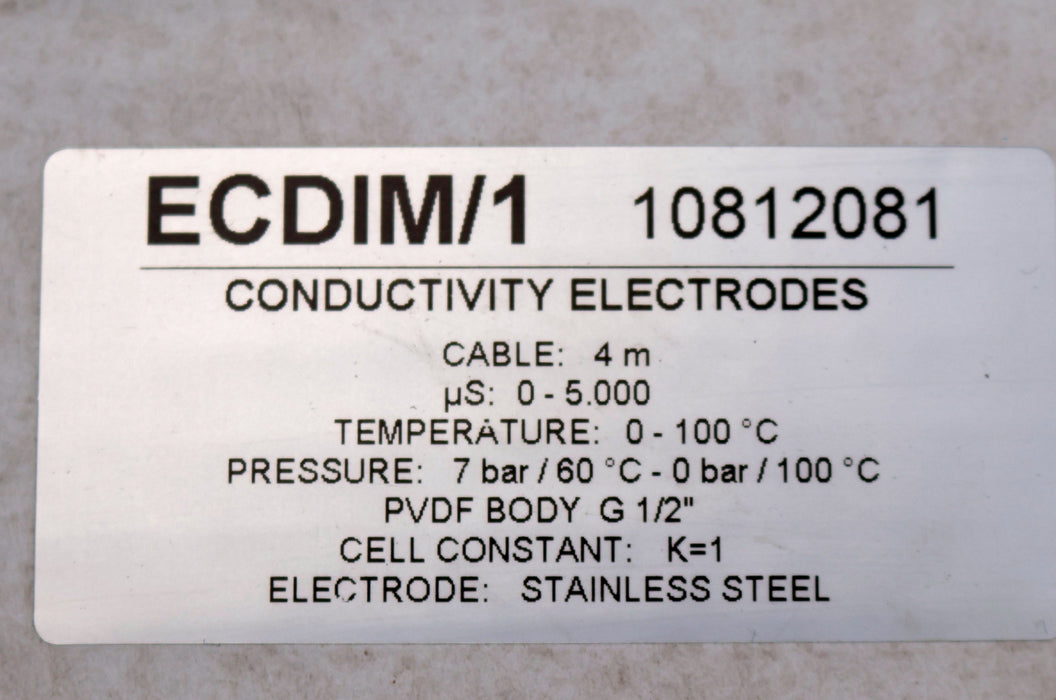 ECDIM/1 10812081
CONDUCTIVITY ELECTRODES
CABLE: 4 m
µS: 0 - 5.000
TEMPERATURE: 0 - 100 °C
PRESSURE: 7 bar / 60 °C - 0 bar / 100 °C
PVDF BODY G 1/2"
CELL CONSTANT: K=1
ELECTRODE: STAINLESS STEEL